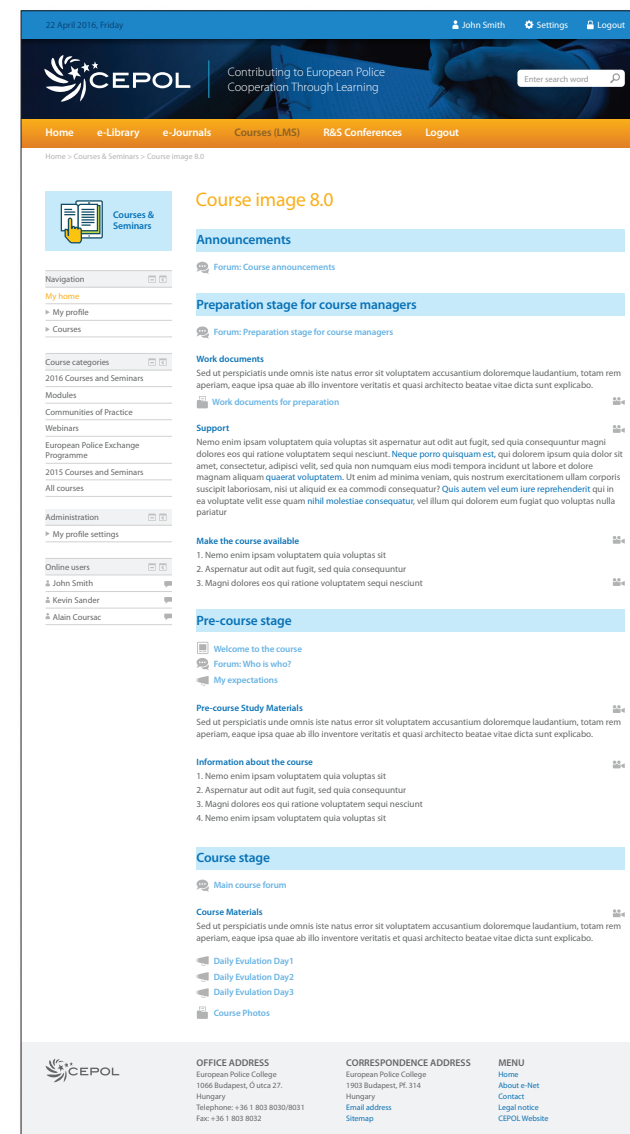 22 April 2016, Friday
John Smith
Settings
Logout
CEPOL
Contributing to European Police
Cooperation Through Learning
Enter search word
Home
e-Library
e-Journals
Courses (LMS)
R&S Conferences
Logout
Home > Courses & Seminars > Course image 8.0
Courses &
Seminars
Navigation
My home
My profile
Courses
Course categories
2016 Courses and Seminars
Modules
Communities of Practice
Webinars
European Police Exchange
Programme
2015 Courses and Seminars
All courses
Administration
My profile settings
Online users
John Smith
Kevin Sander
Alain Coursac
Course image 8.0
Announcements
Forum: Course announcements
Preparation stage for course managers
Forum: Preparation stage for course managers
Work documents
Sed ut perspiciatis unde omnis iste natus error sit voluptatem accusantium doloremque laudantium, totam rem
aperiam, eaque ipsa quae ab illo inventore veritatis et quasi architecto beatae vitae dicta sunt explicabo.
Work documents for preparation
Support
Nemo enim ipsam voluptatem quia voluptas sit aspernatur aut odit aut fugit, sed quia consequuntur magni
dolores eos qui ratione voluptatem sequi nesciunt. Neque porro quisquam est, qui dolorem ipsum quia dolor sit
amet, consectetur, adipisci velit, sed quia non numquam eius modi tempora incidunt ut labore et dolore
magnam aliquam quaerat voluptatem. Ut enim ad minima veniam, quis nostrum exercitationem ullam corporis
suscipit laboriosam, nisi ut aliquid ex ea commodi consequatur? Quis autem vel eum iure reprehenderit qui in
ea voluptate velit esse quam nihil molestiae consequatur, vel illum qui dolorem eum fugiat quo voluptas nulla
pariatur
Make the course available
1. Nemo enim ipsam voluptatem quia voluptas sit
2. Aspernatur aut odit aut fugit, sed quia consequuntur
3. Magni dolores eos qui ratione voluptatem sequi nesciunt
Pre-course stage
Welcome to the course
Forum: Who is who?
My expectations
Pre-course Study Materials
Sed ut perspiciatis unde omnis iste natus error sit voluptatem accusantium doloremque laudantium, totam rem
aperiam, eaque ipsa quae ab illo inventore veritatis et quasi architecto beatae vitae dicta sunt explicabo.
Information about the course
1. Nemo enim ipsam voluptatem quia voluptas sit
2. Aspernatur aut odit aut fugit, sed quia consequuntur
3. Magni dolores eos qui ratione voluptatem sequi nesciunt
4. Nemo enim ipsam voluptatem quia voluptas sit
Course stage
Main course forum
Course Materials
Sed ut perspiciatis unde omnis iste natus error sit voluptatem accusantium doloremque laudantium, totam rem
aperiam, eaque ipsa quae ab illo inventore veritatis et quasi architecto beatae vitae dicta sunt explicabo.
Daily Evulation Day1
Daily Evulation Day2
Daily Evulation Day3
Course Photos
CEPOL
OFFICE ADDRESS
European Police College
1066 Budapest, Ó utca 27.
Hungary
Telephone: +36 1 803 8030/8031
Fax: +36 1 803 8032
CORRESPONDENCE ADDRESS
European Police College
1903 Budapest, Pf. 314
Hungary
Email address
Sitemap
MENU
Home
About e-Net
Contact
Legal notice
CEPOL Website